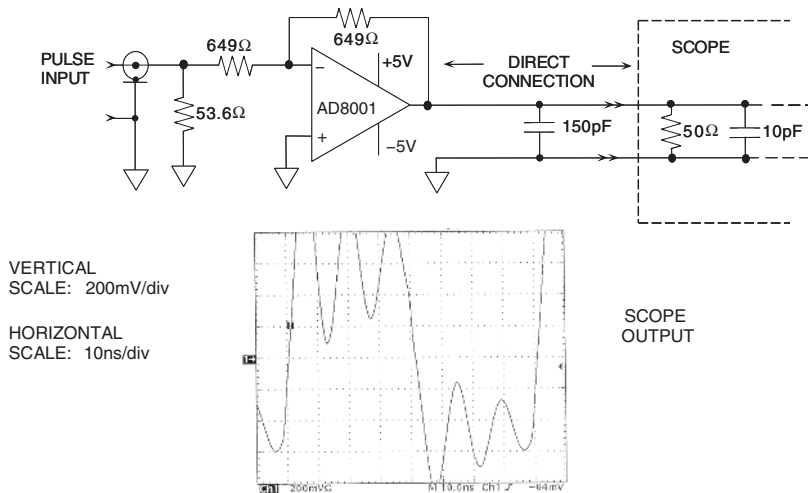 PULSE
INPUT
649Ω
649Ω
53.6Ω
−
+
AD8001
+5V
−5V
DIRECT
CONNECTION
150pF
SCOPE
50Ω
10pF
VERTICAL
SCALE: 200mV/div
HORIZONTAL
SCALE: 10ns/div
SCOPE
OUTPUT
Ch1 200mVΩ M 10.0ns Ch1 −64mV